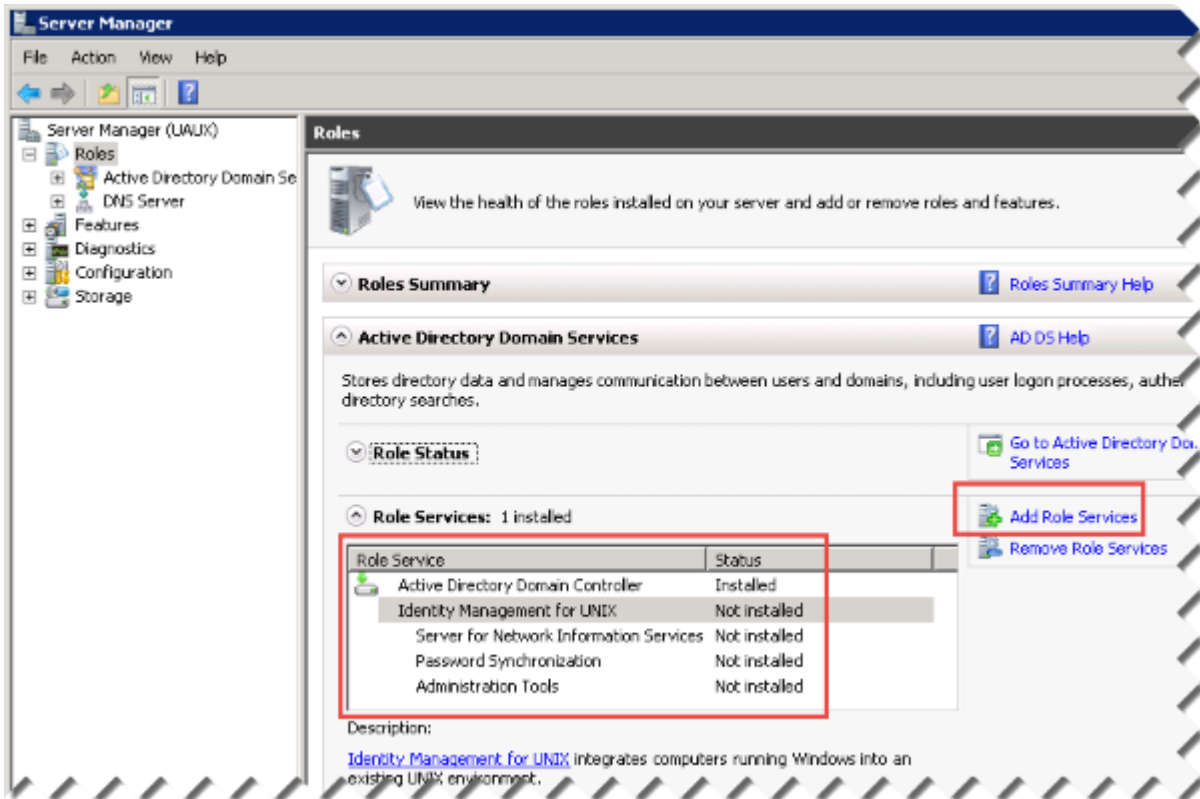 Server Manager
File Action View Help
Server Manager (UAUX)
Roles
Active Directory Domain Se
DNS Server
Features
Diagnostics
Configuration
Storage
Roles
View the health of the roles installed on your server and add or remove roles and features.
Roles Summary
Roles Summary Help
Active Directory Domain Services
AD DS Help
Stores directory data and manages communication between users and domains, including user logon processes, authe
directory searches.
Role Status
Go to Active Directory Do
Services
Role Services: 1 installed
Add Role Services
Remove Role Services
Role Service Status
Active Directory Domain Controller Installed
Identity Management for UNIX Not installed
Server for Network Information Services Not installed
Password Synchronization Not installed
Administration Tools Not installed
Description:
Identity Management for UNIX integrates computers running Windows into an
existing UNIX environment.